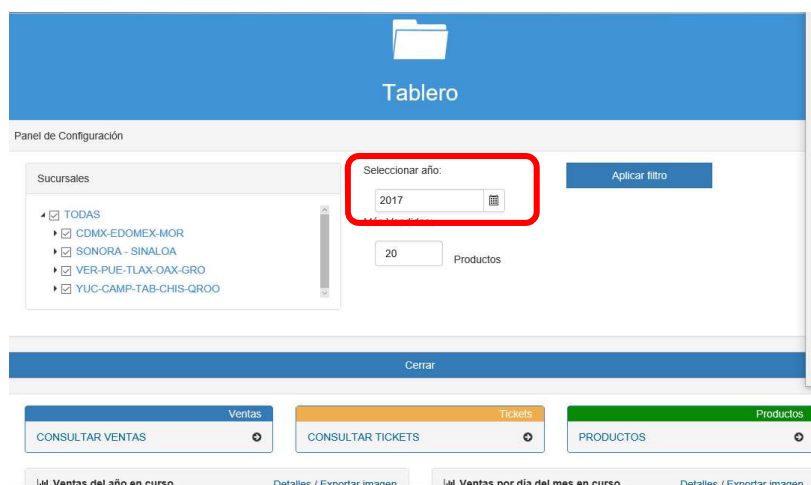 Tablero
Panel de Configuración
Sucursales
TODAS
CDMX-EDOMEX-MOR
SONORA - SINALOA
VER-PUE-TLAX-OAX-GRO
YUC-CAMP-TAB-CHIS-QROO
Seleccionar año:
2017
Más Vendidos:
20 Productos
Aplicar filtro
Cerrar
Ventas
CONSULTAR VENTAS
Tickets
CONSULTAR TICKETS
Productos
PRODUCTOS
Ventas del año en curso
Detalles / Exportar imagen
Ventas por día del mes en curso
Detalles / Exportar imagen